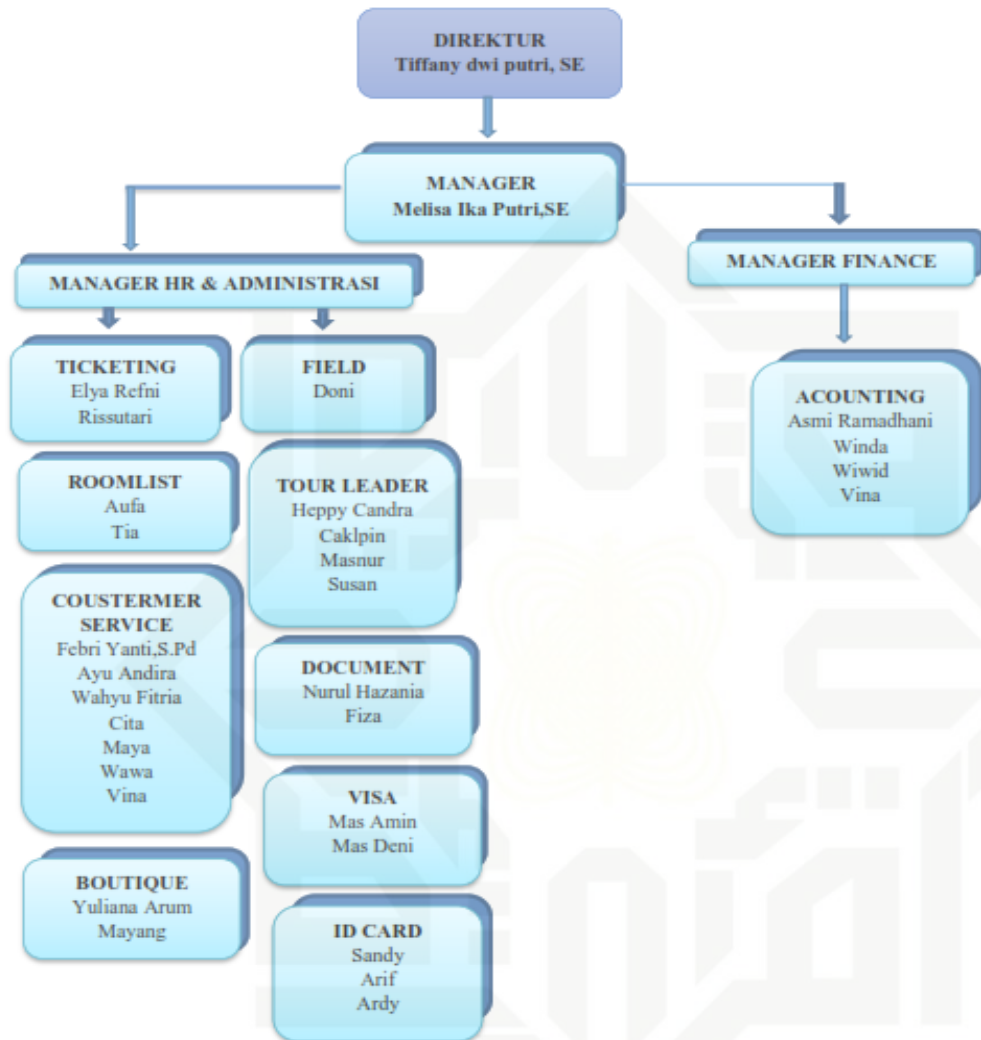 DIREKTUR
Tiffany dwi putri, SE
MANAGER
Melisa Ika Putri,SE
MANAGER HR & ADMINISTRASI
MANAGER FINANCE
TICKETING
Elya Refni
Rissutari
FIELD
Doni
ACOUNTING
Asmi Ramadhani
Winda
Wiwid
Vina
ROOMLIST
Aufa
Tia
TOUR LEADER
Heppy Candra
Caklpin
Masnur
Susan
COUSTERMER
SERVICE
Febri Yanti,S.Pd
Ayu Andira
Wahyu Fitria
Cita
Maya
Wawa
Vina
DOCUMENT
Nurul Hazania
Fiza
VISA
Mas Amin
Mas Deni
BOUTIQUE
Yuliana Arum
Mayang
ID CARD
Sandy
Arif
Ardy